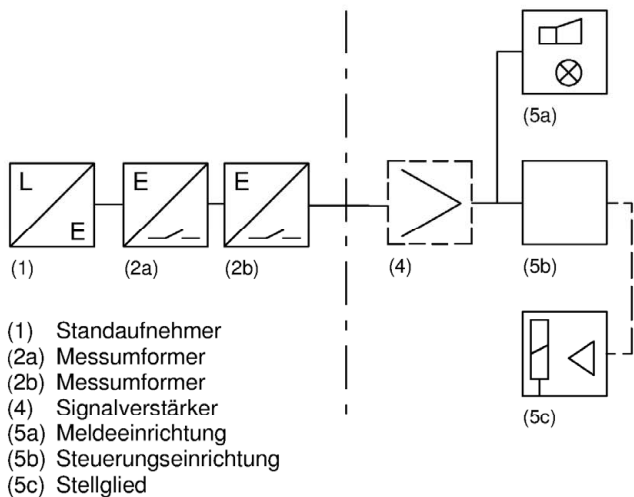 (5a)
L
E
E
E
(1)
(2a)
(2b)
(4)
(5b)
(5c)
(1) Standaufnehmer
(2a) Messumformer
(2b) Messumformer
(4) Signalverstärker
(5a) Meldeeinrichtung
(5b) Steuerungseinrichtung
(5c) Stellglied